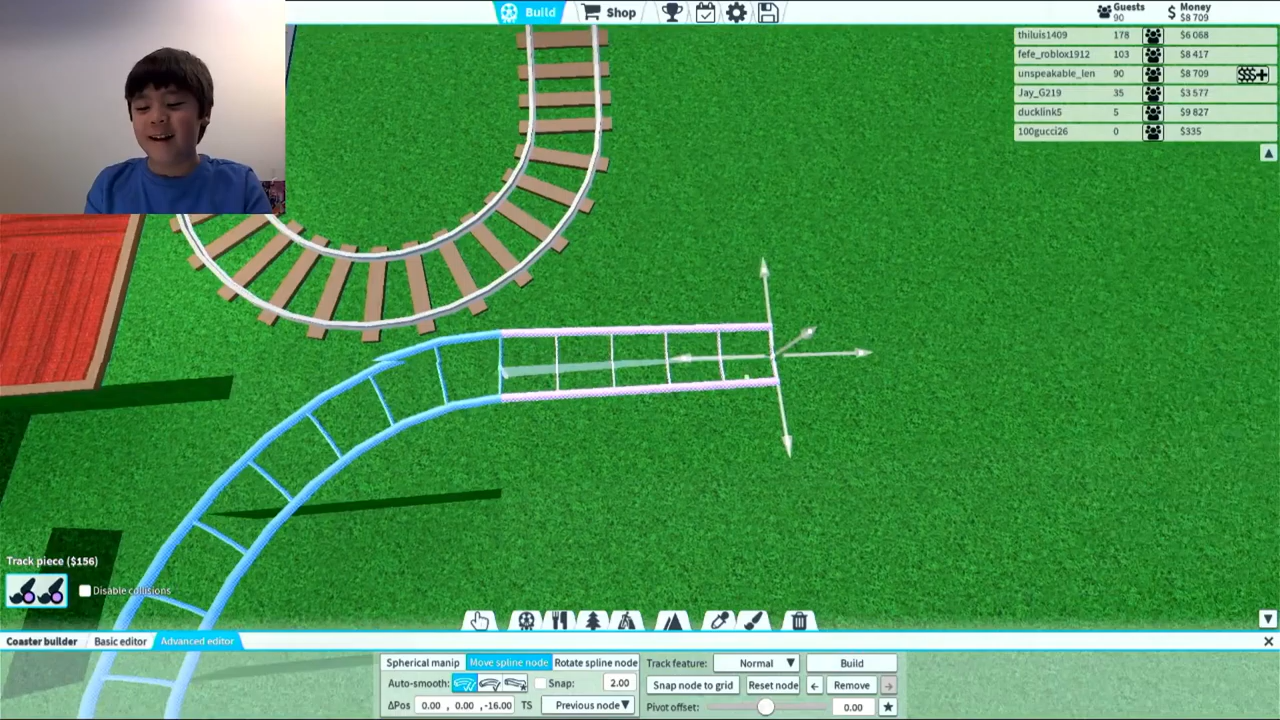 Build Shop Guests 90 $ Money $8 709
thiluis1409 178 $6 068
fefe_roblox1912 103 $8 417
unspeakable_len 90 $8 709 $$$+
Jay_G219 35 $3 577
ducklink5 5 $9 827
100gucci26 0 $335
Track piece ($156)
Disable collisions
Coaster builder Basic editor Advanced editor
Spherical manip Move spline node Rotate spline node Track feature: Normal Build
Auto-smooth: Snap: 2.00 Snap node to grid Reset node Remove
ΔPos 0.00 , 0.00 ,-16.00 TS Previous node Pivot offset: 0.00